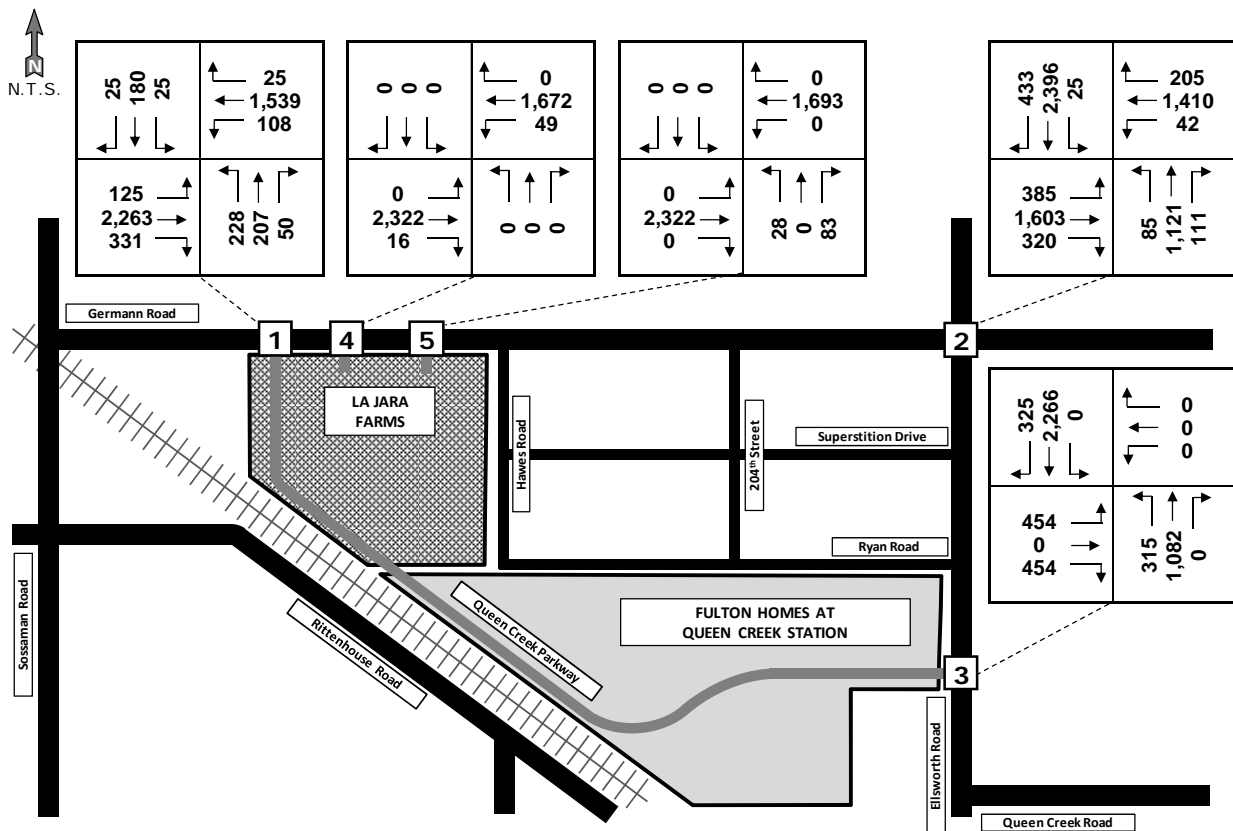 N
N.T.S.
25 180 25
25
1,539
108
125
2,263
331
228 207 50
0 0 0
0
1,672
49
0
2,322
16
0 0 0
0 0 0
0
1,693
0
0
2,322
0
28 0 83
433 2,396 25
205
1,410
42
385
1,603
320
85 1,121 111
Germann Road
1
4
5
2
LA JARA
FARMS
Hawes Road
204th Street
Superstition Drive
Ryan Road
325 2,266 0
0
0
0
454
0
454
315 1,082 0
Sossaman Road
Rittenhouse Road
Queen Creek Parkway
FULTON HOMES AT
QUEEN CREEK STATION
3
Ellsworth Road
Queen Creek Road